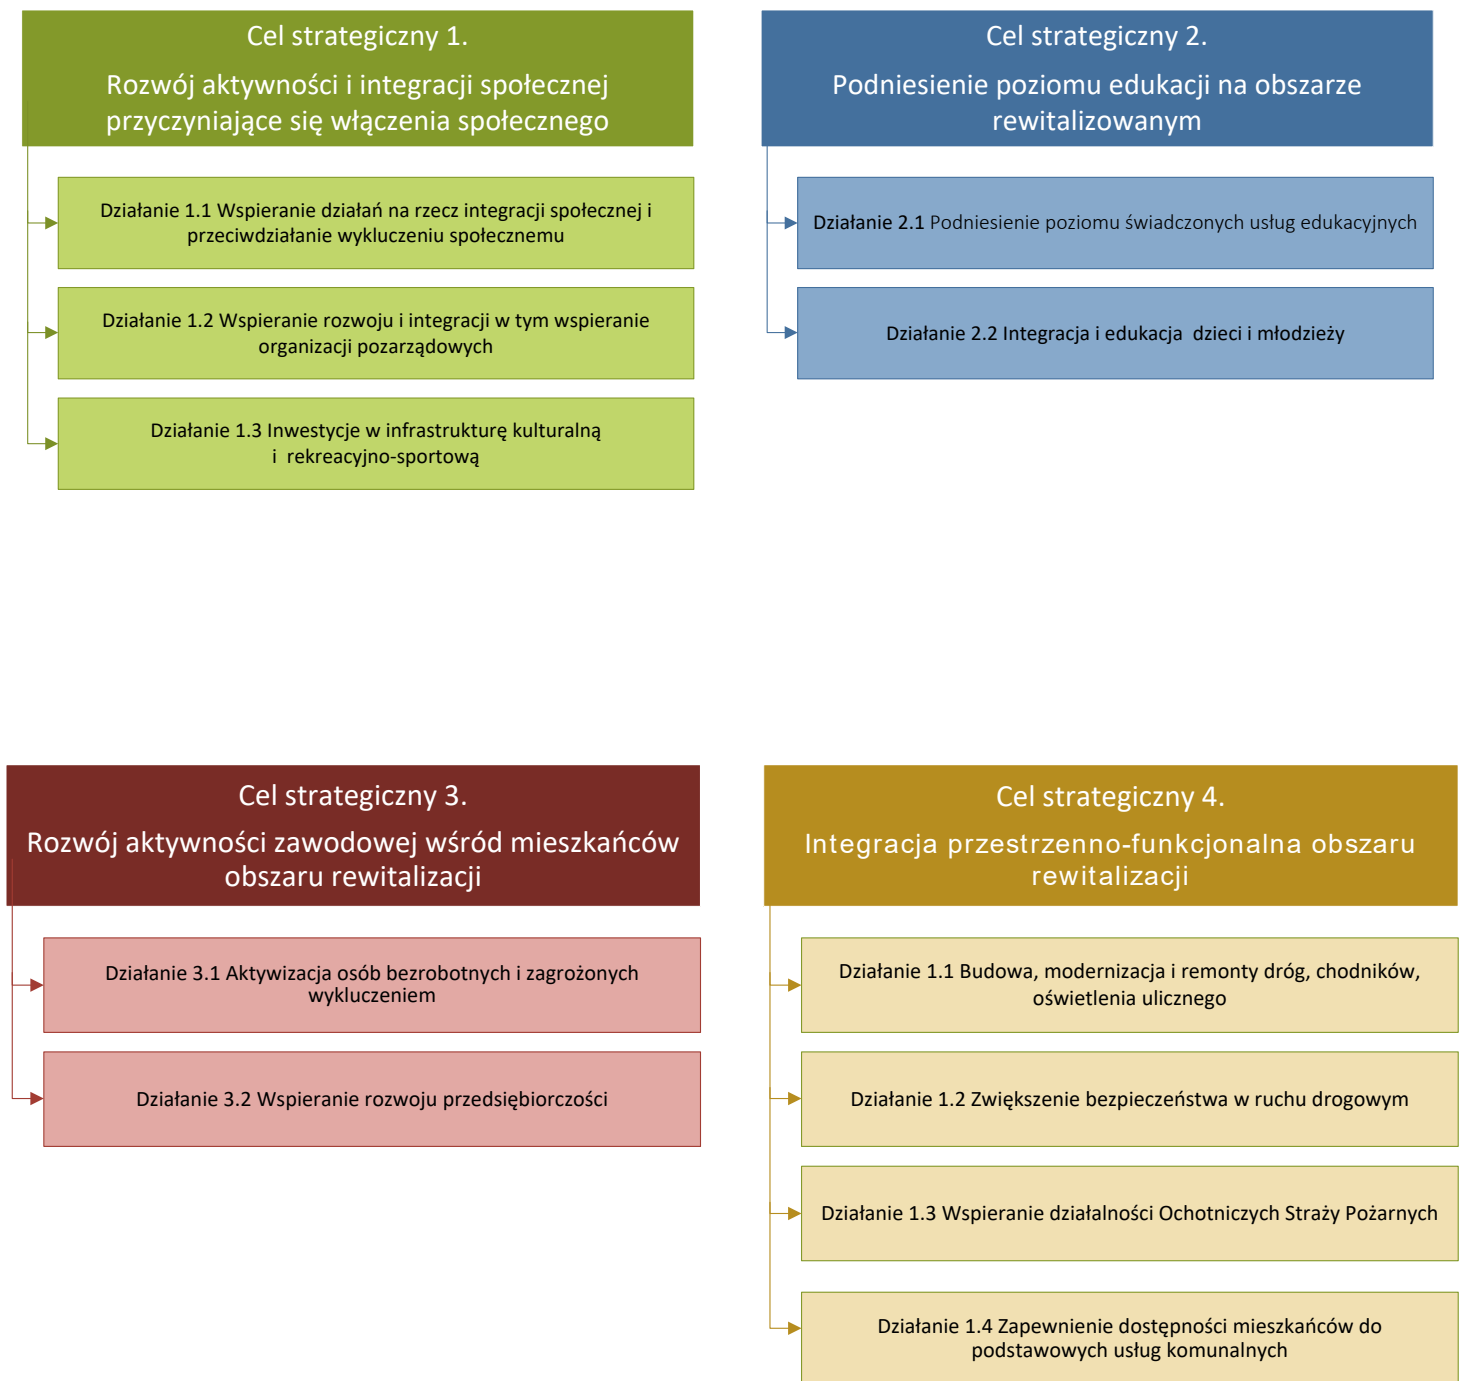 Cel strategiczny 1.
Rozwój aktywności i integracji społecznej
przyczyniające się włączenia społecznego
Działanie 1.1 Wspieranie działań na rzecz integracji społecznej i
przeciwdziałanie wykluczeniu społecznemu
Działanie 1.2 Wspieranie rozwoju i integracji w tym wspieranie
organizacji pozarządowych
Działanie 1.3 Inwestycje w infrastrukturę kulturalną
i  rekreacyjno-sportową
Cel strategiczny 2.
Podniesienie poziomu edukacji na obszarze
rewitalizowanym
Działanie 2.1 Podniesienie poziomu świadczonych usług edukacyjnych
Działanie 2.2 Integracja i edukacja  dzieci i młodzieży
Cel strategiczny 3.
Rozwój aktywności zawodowej wśród mieszkańców
obszaru rewitalizacji
Działanie 3.1 Aktywizacja osób bezrobotnych i zagrożonych
wykluczeniem
Działanie 3.2 Wspieranie rozwoju przedsiębiorczości
Cel strategiczny 4.
Integracja przestrzenno-funkcjonalna obszaru
rewitalizacji
Działanie 1.1 Budowa, modernizacja i remonty dróg, chodników,
oświetlenia ulicznego
Działanie 1.2 Zwiększenie bezpieczeństwa w ruchu drogowym
Działanie 1.3 Wspieranie działalności Ochotniczych Straży Pożarnych
Działanie 1.4 Zapewnienie dostępności mieszkańców do
podstawowych usług komunalnych